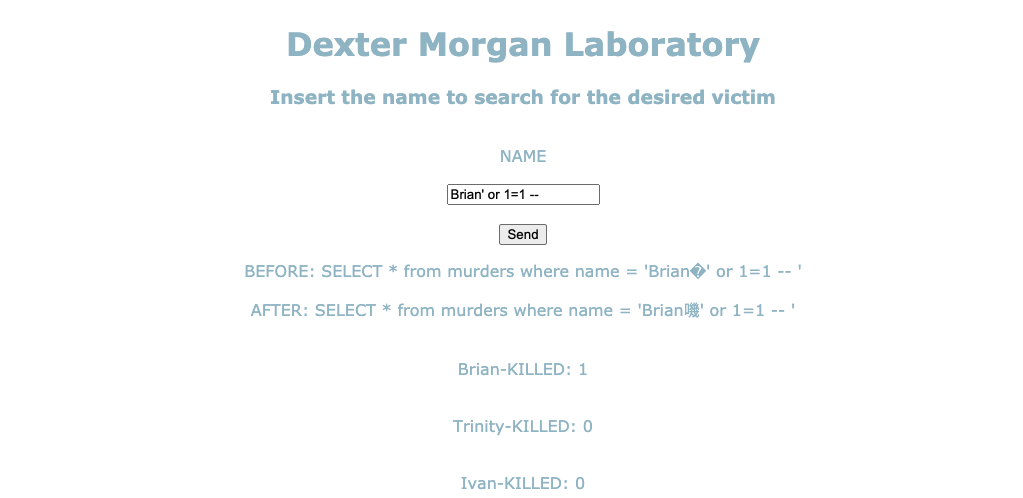 Dexter Morgan Laboratory
Insert the name to search for the desired victim
NAME
Brian' or 1=1 --
Send
BEFORE: SELECT * from murders where name = 'Brian�' or 1=1 -- '
AFTER: SELECT * from murders where name = 'Brian嘰' or 1=1 -- '
Brian-KILLED: 1
Trinity-KILLED: 0
Ivan-KILLED: 0